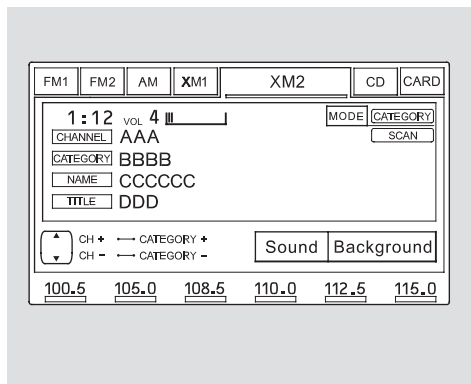 FM1 FM2 AM XM1 XM2 CD CARD
1:12 VOL 4 MODE CATEGORY
CHANNEL AAA SCAN
CATEGORY BBBB
NAME CCCCCC
TITLE DDD
CH + CATEGORY +
CH - CATEGORY -
Sound Background
100.5 105.0 108.5 110.0 112.5 115.0